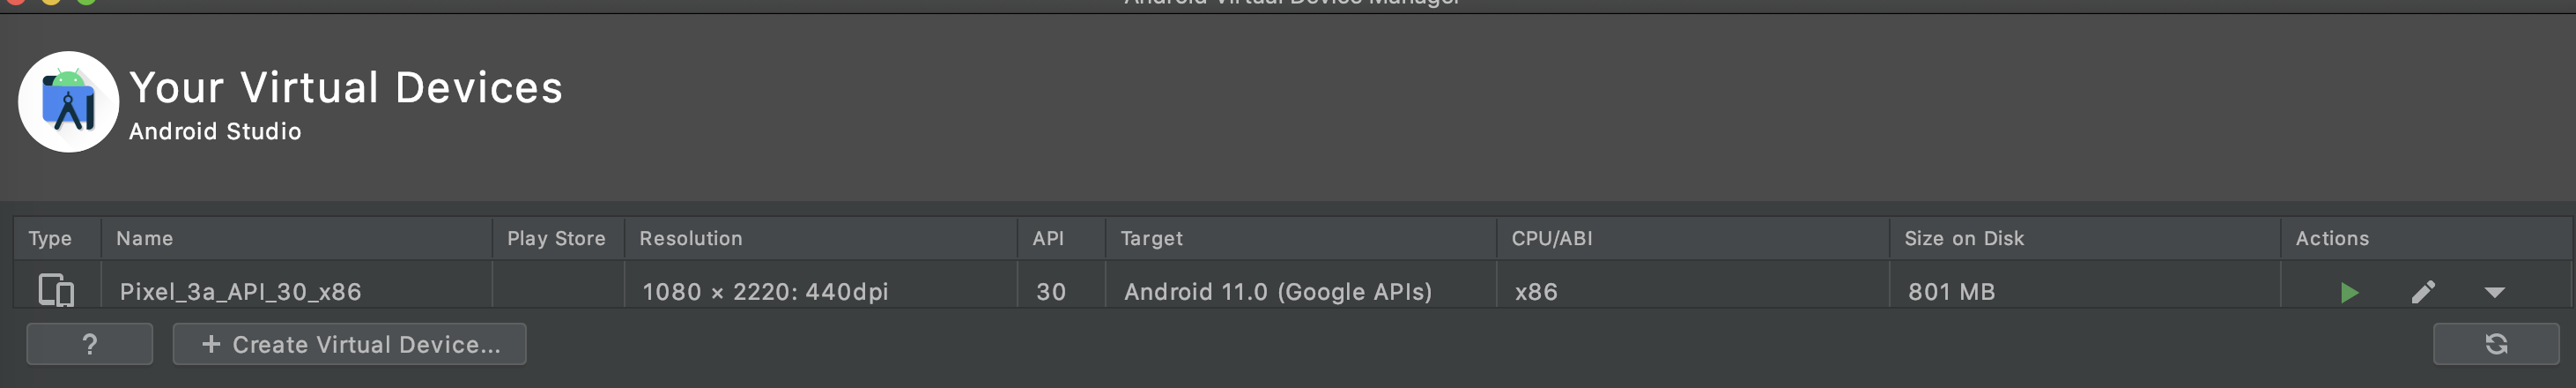 Android Virtual Device Manager
Your Virtual Devices
Android Studio
Type Name Play Store Resolution API Target CPU/ABI Size on Disk Actions
Pixel_3a_API_30_x86 1080 × 2220: 440dpi 30 Android 11.0 (Google APIs) x86 801 MB
? + Create Virtual Device...